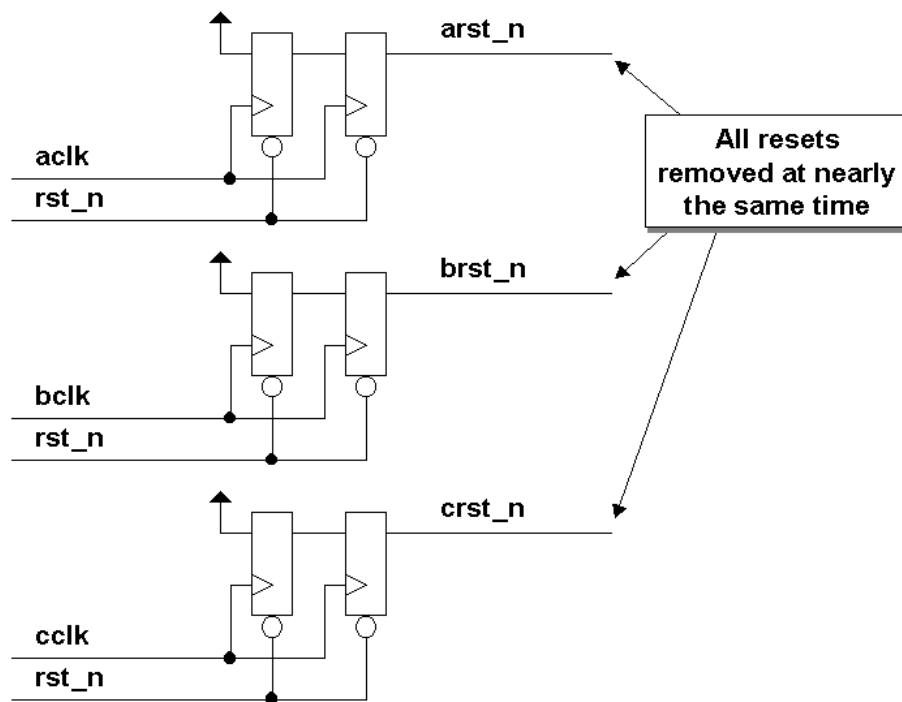 arst_n
aclk
rst_n
All resets
removed at nearly
the same time
brst_n
bclk
rst_n
crst_n
cclk
rst_n